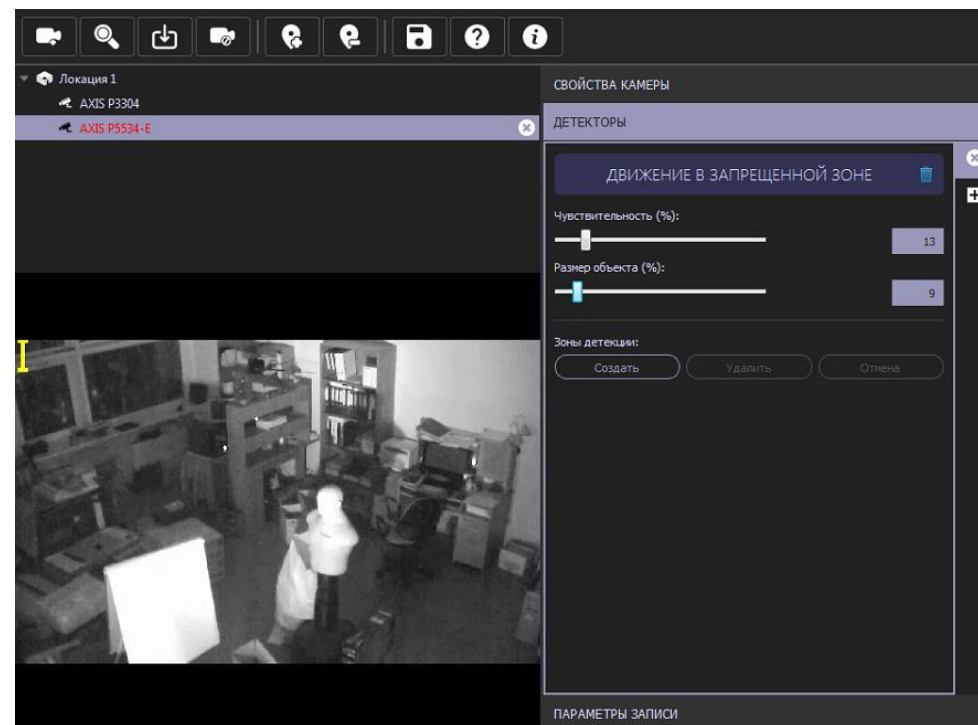 Локация 1
AXIS P3304
AXIS P5534-E
СВОЙСТВА КАМЕРЫ
ДЕТЕКТОРЫ
ДВИЖЕНИЕ В ЗАПРЕЩЕННОЙ ЗОНЕ
Чувствительность (%):
13
Размер объекта (%):
9
Зоны детекции:
Создать Удалить Отмена
ПАРАМЕТРЫ ЗАПИСИ